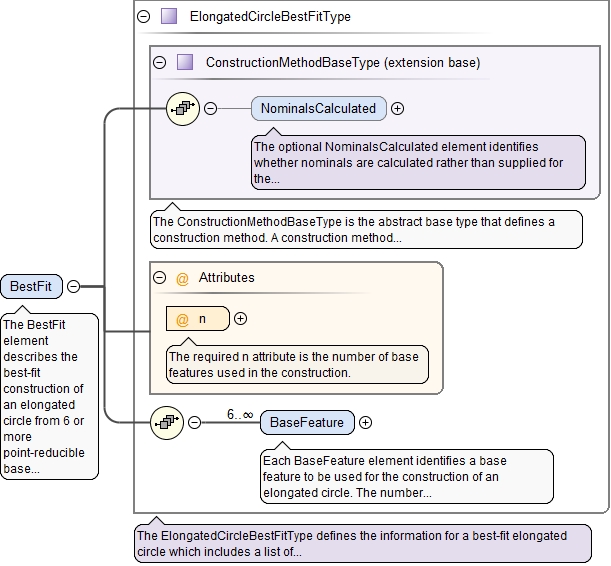 ElongatedCircleBestFitType
ConstructionMethodBaseType (extension base)
NominalsCalculated
The optional NominalsCalculated element identifies
whether nominals are calculated rather than supplied for
the...
The ConstructionMethodBaseType is the abstract base type that defines a
construction method. A construction method...
@ Attributes
@ n
The required n attribute is the number of base
features used in the construction.
BestFit
The BestFit
element
describes the
best-fit
construction of
an elongated
circle from 6 or
more
point-reducible
base...
6..∞
BaseFeature
Each BaseFeature element identifies a base
feature to be used for the construction of an
elongated circle. The number...
The ElongatedCircleBestFitType defines the information for a best-fit elongated
circle which includes a list of...